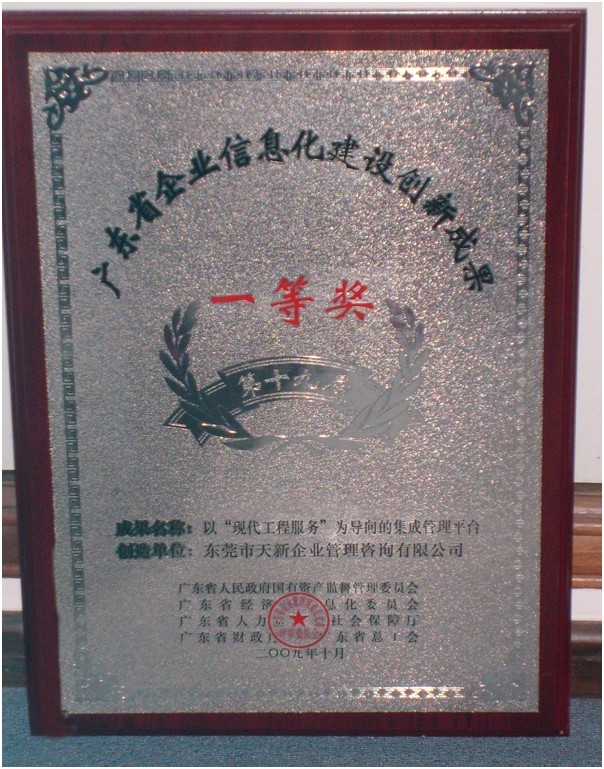 广东省企业信息化建设创新成果
一等奖
第十九
成果名称：以“现代工程服务”为导向的集成管理平台
创造单位：东莞市天新企业管理咨询有限公司
广东省人民政府国有资产监督管理委员会
广东省经济 息化委员会
广东省人力 社会保障厅
广东省财政 东省总工会
二〇〇九年十月